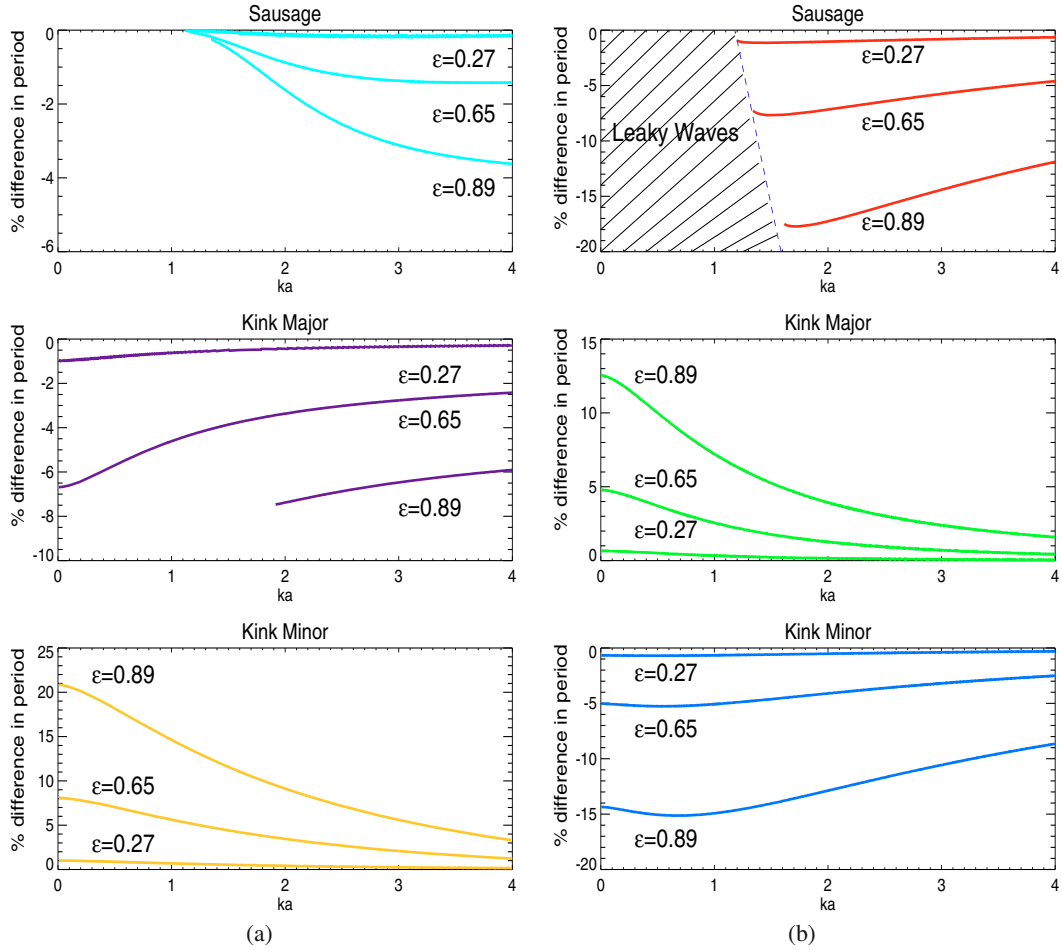 Sausage
% difference in period
0
-2
-4
-6
ε=0.27
ε=0.65
ε=0.89
0 1 2 3 4
ka
Kink Major
% difference in period
0
-2
-4
-6
-8
-10
ε=0.27
ε=0.65
ε=0.89
0 1 2 3 4
ka
Kink Minor
% difference in period
25
20
15
10
5
0
ε=0.89
ε=0.65
ε=0.27
0 1 2 3 4
ka
(a)
Sausage
% difference in period
0
-5
-10
-15
-20
Leaky Waves
ε=0.27
ε=0.65
ε=0.89
0 1 2 3 4
ka
Kink Major
% difference in period
15
10
5
0
ε=0.89
ε=0.65
ε=0.27
0 1 2 3 4
ka
Kink Minor
% difference in period
0
-5
-10
-15
-20
ε=0.27
ε=0.65
ε=0.89
0 1 2 3 4
ka
(b)